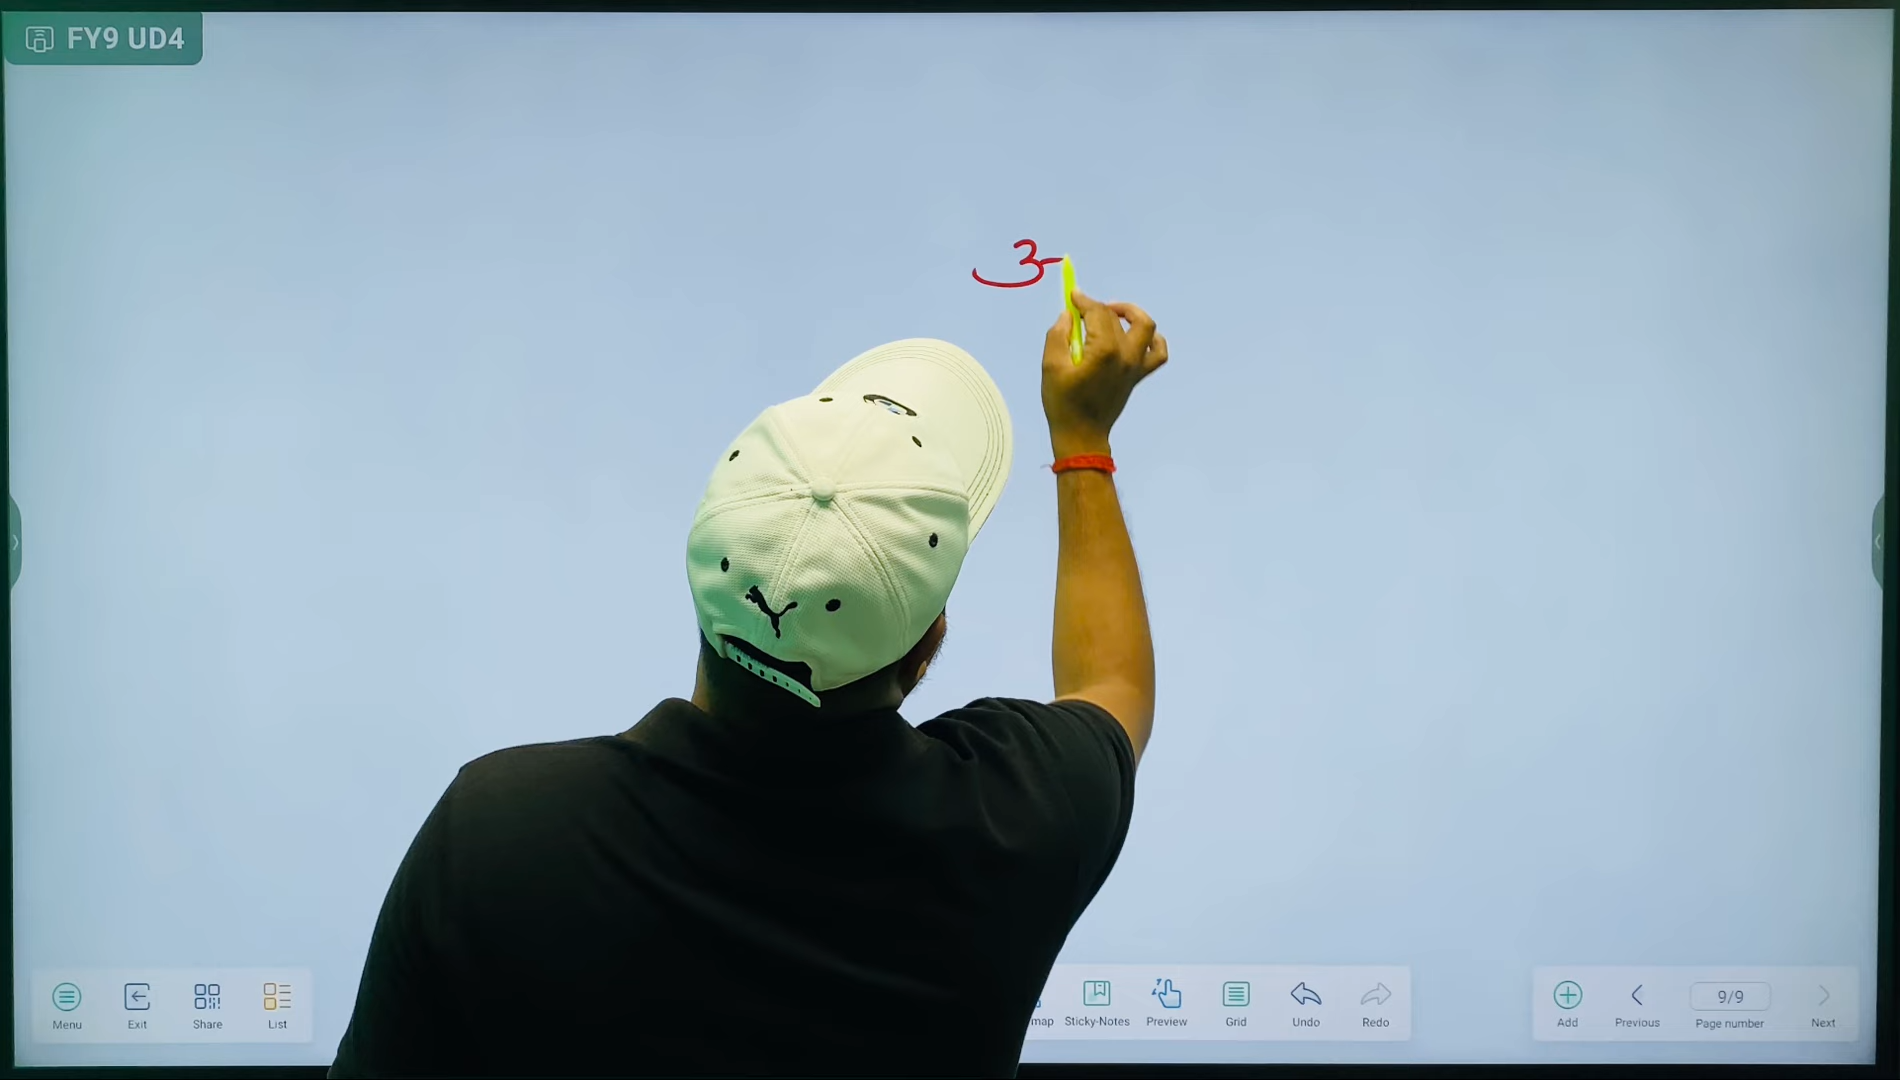 FY9 UD4
3-
Menu
Exit
Share
List
map
Sticky-Notes
Preview
Grid
Undo
Redo
Add
Previous
9/9
Page number
Next